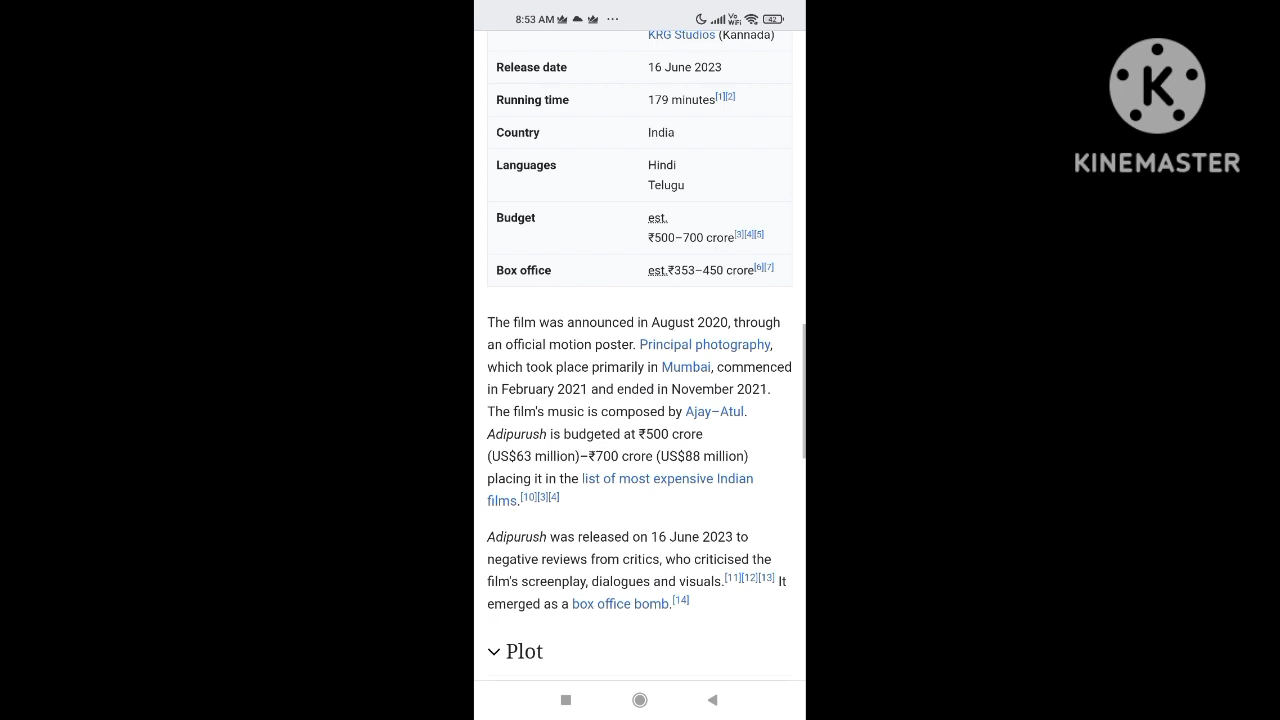 8:53 AM ...
Vo
WiFi
42
KRG Studios (Kannada)
Release date 16 June 2023
Running time 179 minutes[1][2]
Country India
Languages Hindi
Telugu
Budget est.
₹500–700 crore[3][4][5]
Box office est.₹353–450 crore[6][7]
The film was announced in August 2020, through
an official motion poster. Principal photography,
which took place primarily in Mumbai, commenced
in February 2021 and ended in November 2021.
The film's music is composed by Ajay–Atul.
Adipurush is budgeted at ₹500 crore
(US$63 million)–₹700 crore (US$88 million)
placing it in the list of most expensive Indian
films.[10][3][4]
Adipurush was released on 16 June 2023 to
negative reviews from critics, who criticised the
film's screenplay, dialogues and visuals.[11][12][13] It
emerged as a box office bomb.[14]
Plot
K
KINEMASTER